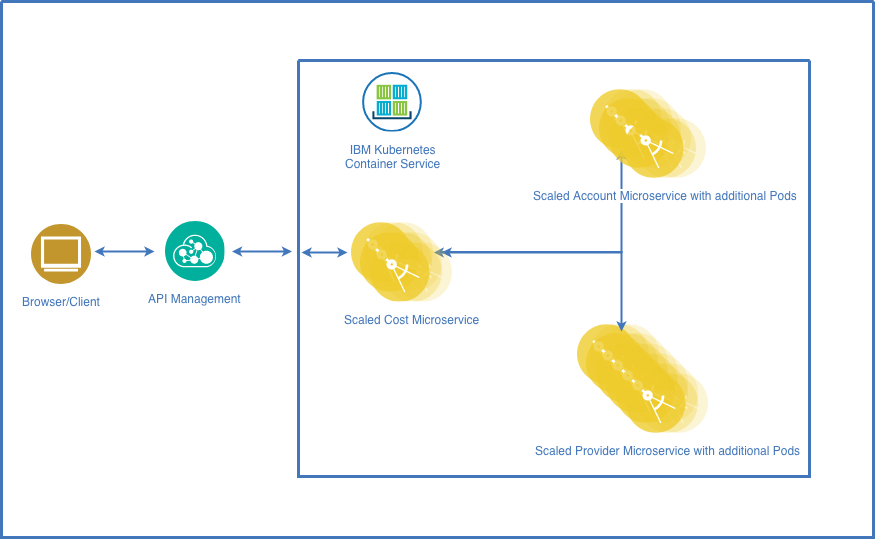 IBM Kubernetes
Container Service
Scaled Account Microservice with additional Pods
Browser/Client
API Management
Scaled Cost Microservice
Scaled Provider Microservice with additional Pods